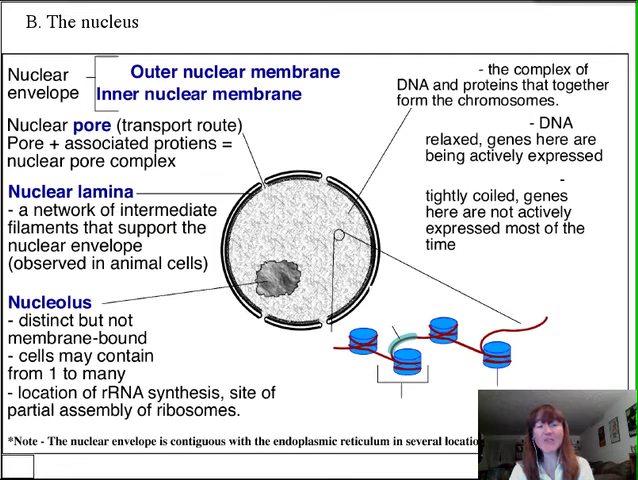 B. The nucleus
Nuclear
envelope
Outer nuclear membrane
Inner nuclear membrane
Nuclear pore (transport route)
Pore + associated protiens =
nuclear pore complex
Nuclear lamina
- a network of intermediate
filaments that support the
nuclear envelope
(observed in animal cells)
Nucleolus
- distinct but not
membrane-bound
- cells may contain
from 1 to many
- location of rRNA synthesis, site of
partial assembly of ribosomes.
- the complex of
DNA and proteins that together
form the chromosomes.
- DNA
relaxed, genes here are
being actively expressed
-
tightly coiled, genes
here are not actively
expressed most of the
time
*Note - The nuclear envelope is contiguous with the endoplasmic reticulum in several locatio